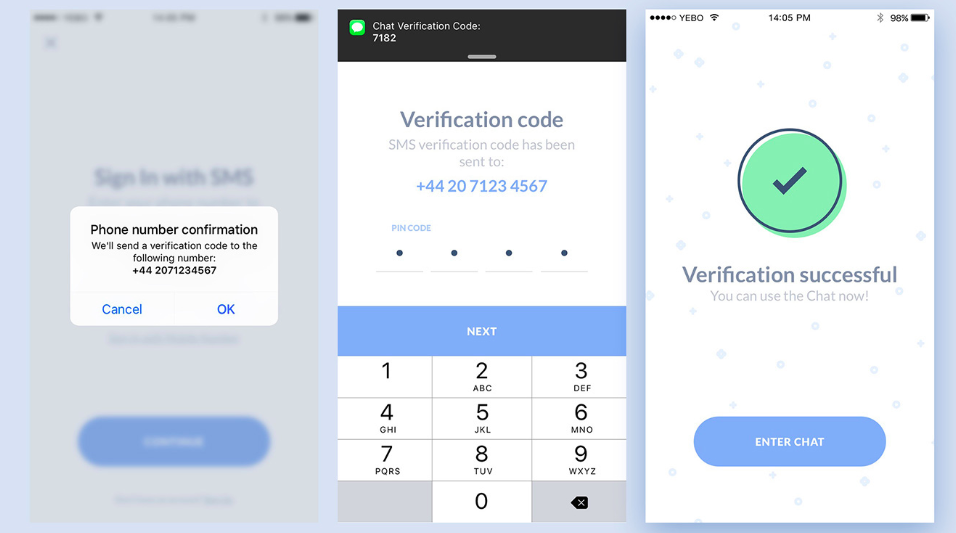 Sign In with SMS
Phone number confirmation
We'll send a verification code to the
following number:
+44 2071234567
Cancel
OK
CONTINUE
Chat Verification Code:
7182
Verification code
SMS verification code has been
sent to:
+44 20 7123 4567
PIN CODE
NEXT
1
2
ABC
3
DEF
4
GHI
5
JKL
6
MNO
7
PQRS
8
TUV
9
WXYZ
0
YEBO
14:05 PM
98%
Verification successful
You can use the Chat now!
ENTER CHAT